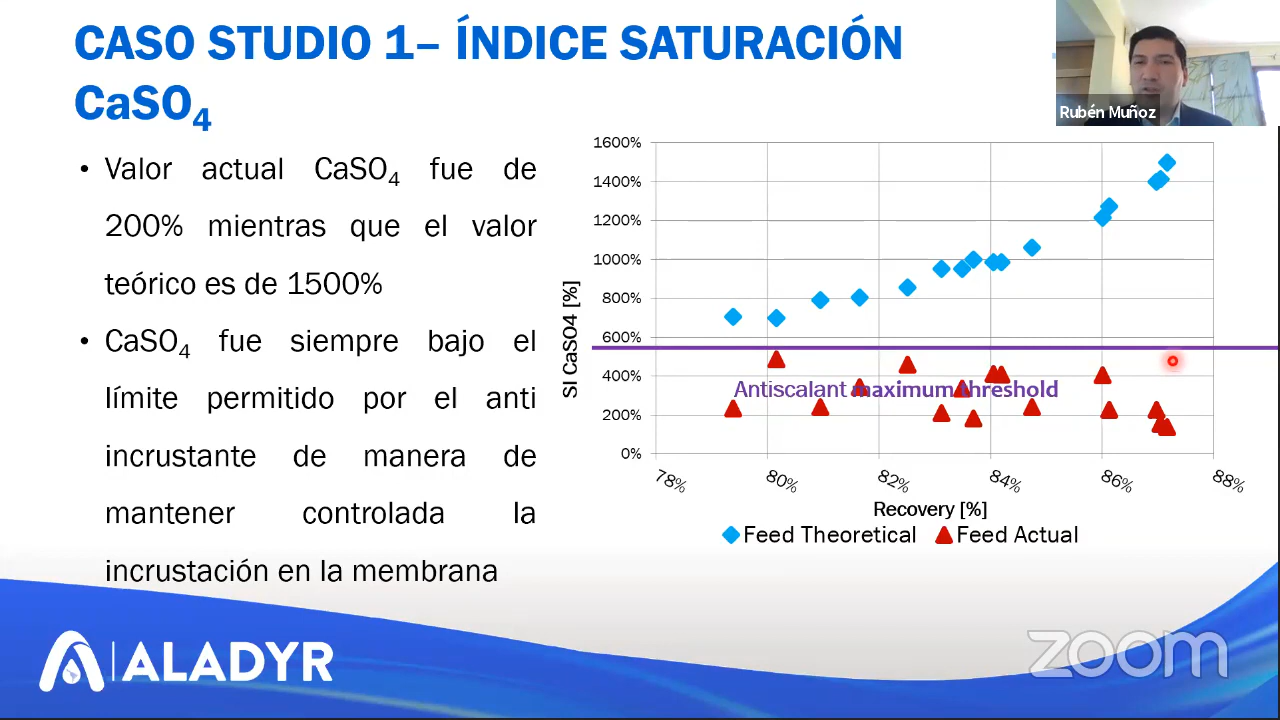 CASO STUDIO 1– ÍNDICE SATURACIÓN
CaSO₄
Rubén Muñoz
• Valor actual CaSO₄ fue de
200% mientras que el valor
teórico es de 1500%
• CaSO₄ fue siempre bajo el
límite permitido por el anti
incrustante de manera de
mantener controlada la
incrustación en la membrana
1600%
1400%
1200%
1000%
800%
600%
400%
200%
0%
SI CaSO4 [%]
Antiscalant maximum threshold
78%
80%
82%
84%
86%
88%
Recovery [%]
Feed Theoretical
Feed Actual
ALADYR
zoom